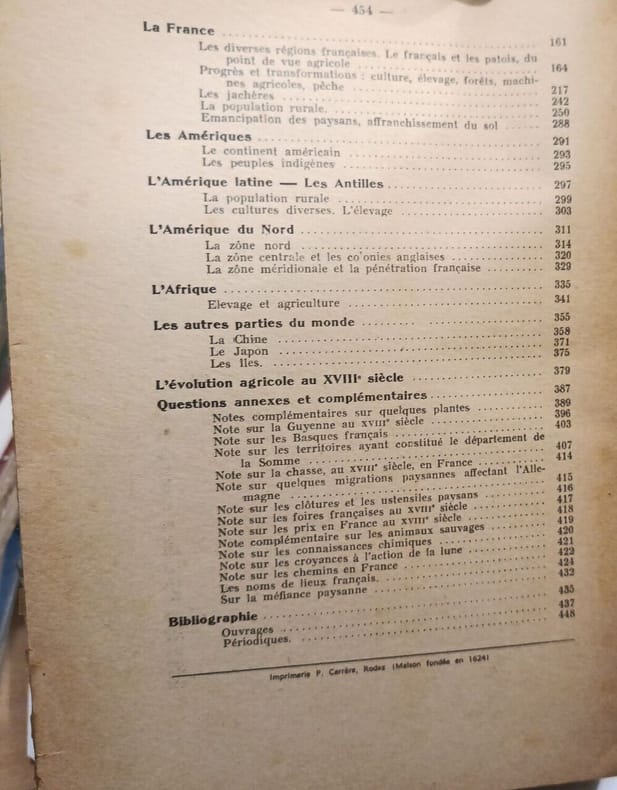 — 454 —
La France 161
Les diverses régions françaises. Le français et les patois, du
point de vue agricole 164
Progrès et transformations : culture, élevage, forêts, machi-
nes agricoles, pêche 217
Les jachères 242
La population rurale. 250
Emancipation des paysans, affranchissement du sol 288
Les Amériques 291
Le continent américain 293
Les peuples indigènes 295
L'Amérique latine — Les Antilles 297
La population rurale 299
Les cultures diverses. L'élevage 303
L'Amérique du Nord 311
La zône nord 314
La zône centrale et les co'onies anglaises 320
La zône méridionale et la pénétration française 329
L'Afrique 335
Elevage et agriculture 341
Les autres parties du monde 355
La Chine 358
Le Japon 371
Les Iles. 375
L'évolution agricole au XVIIIe siècle 379
Questions annexes et complémentaires 387
Notes complémentaires sur quelques plantes 389
Note sur la Guyenne au XVIIIe siècle 396
Note sur les Basques français 403
Note sur les territoires ayant constitué le département de
la Somme 407
Note sur la chasse, au XVIIIe siècle, en France 414
Note sur quelques migrations paysannes affectant l'Alle-
magne 415
Note sur les clôtures et les ustensiles paysans 416
Note sur les foires françaises au XVIIIe siècle 417
Note sur les prix en France au XVIIIe siècle 418
Note complémentaire sur les animaux sauvages 419
Note sur les connaissances chimiques 420
Note sur les croyances à l'action de la lune 421
Note sur les chemins en France 422
Les noms de lieux français. 424
Sur la méfiance paysanne 432
Bibliographie 435
Ouvrages 437
Périodiques. 448
Imprimerie P. Carrère, Rodez (Maison fondée en 1624)